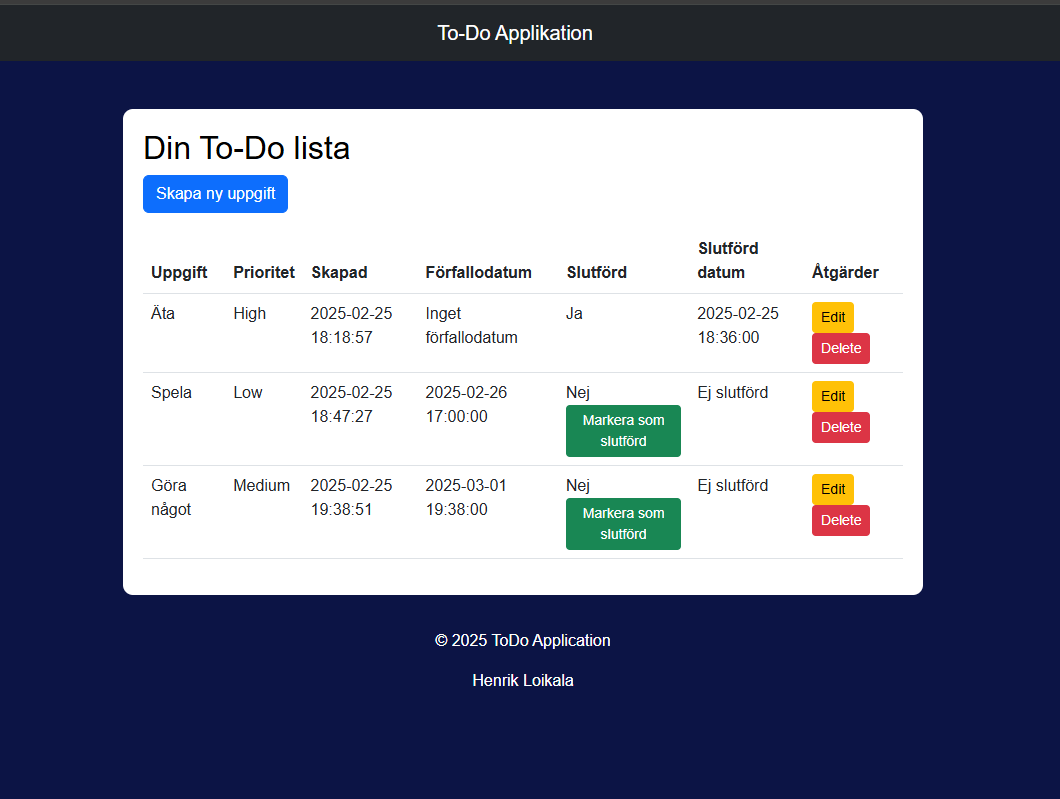 To-Do Applikation
Din To-Do lista
Skapa ny uppgift
Uppgift Prioritet Skapad Förfallodatum Slutförd Slutförd datum Åtgärder
Äta High 2025-02-25 18:18:57 Inget förfallodatum Ja 2025-02-25 18:36:00 Edit Delete
Spela Low 2025-02-25 18:47:27 2025-02-26 17:00:00 Nej Markera som slutförd Ej slutförd Edit Delete
Göra något Medium 2025-02-25 19:38:51 2025-03-01 19:38:00 Nej Markera som slutförd Ej slutförd Edit Delete
© 2025 ToDo Application
Henrik Loikala